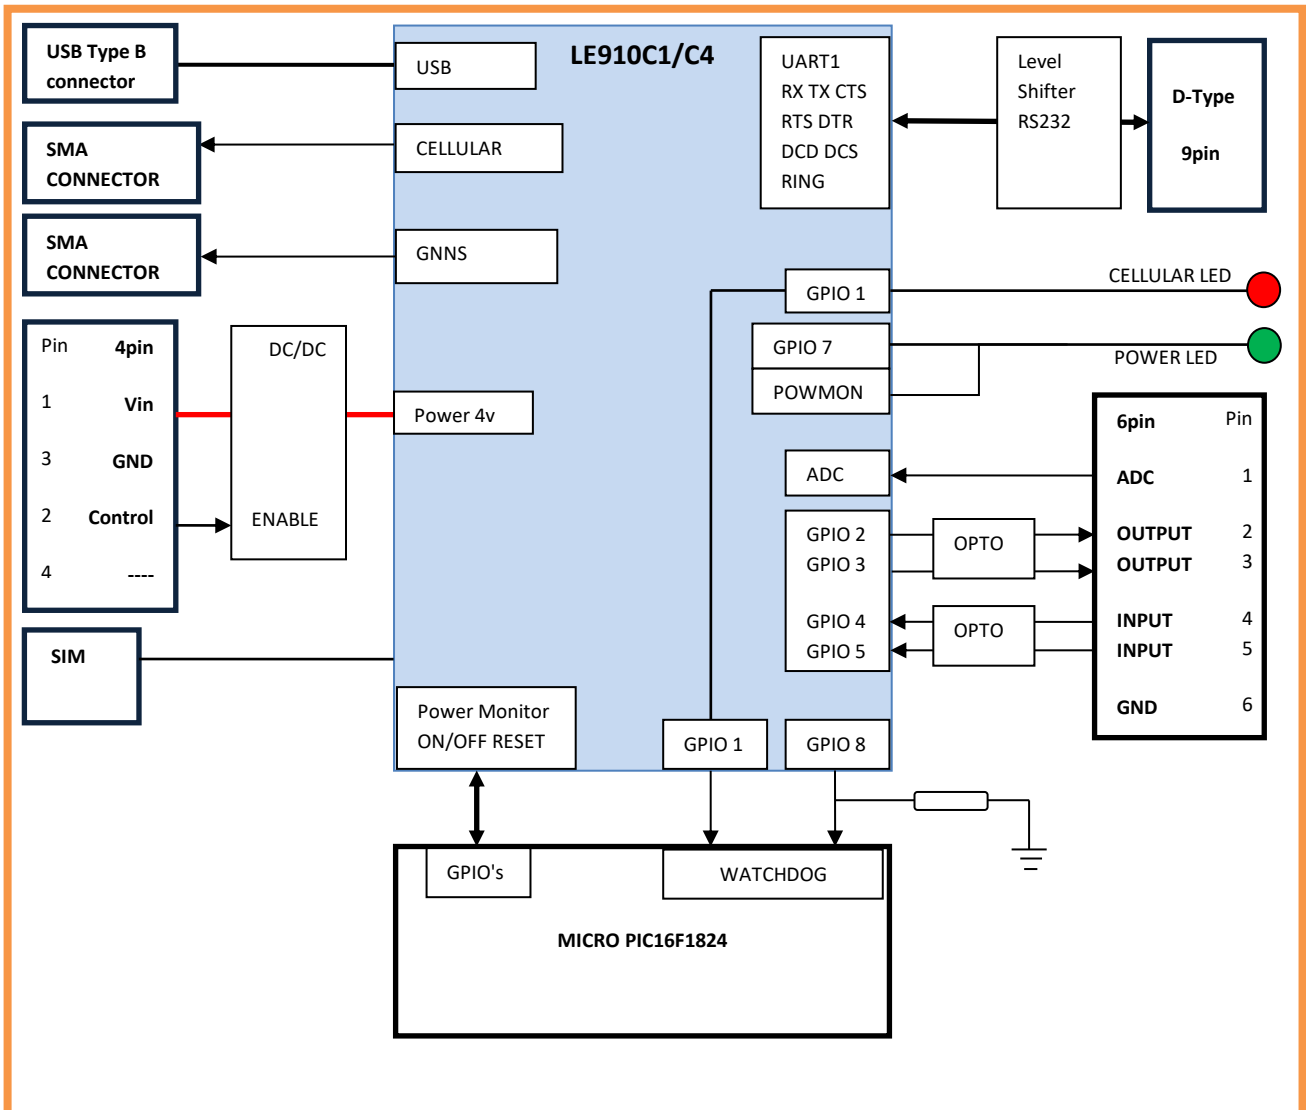 LE910C1/C4
USB Type B
connector
USB
SMA
CONNECTOR
CELLULAR
SMA
CONNECTOR
GNNS
UART1
RX TX CTS
RTS DTR
DCD DCS
RING
Level
Shifter
RS232
D-Type
9pin
GPIO 1
CELLULAR LED
GPIO 7
POWMON
POWER LED
Pin 4pin
1 Vin
3 GND
2 Control
4 ----
DC/DC
ENABLE
Power 4v
ADC
GPIO 2
GPIO 3
GPIO 4
GPIO 5
OPTO
OPTO
6pin Pin
ADC 1
OUTPUT 2
OUTPUT 3
INPUT 4
INPUT 5
GND 6
SIM
Power Monitor
ON/OFF RESET
GPIO 1
GPIO 8
GPIO's
WATCHDOG
MICRO PIC16F1824